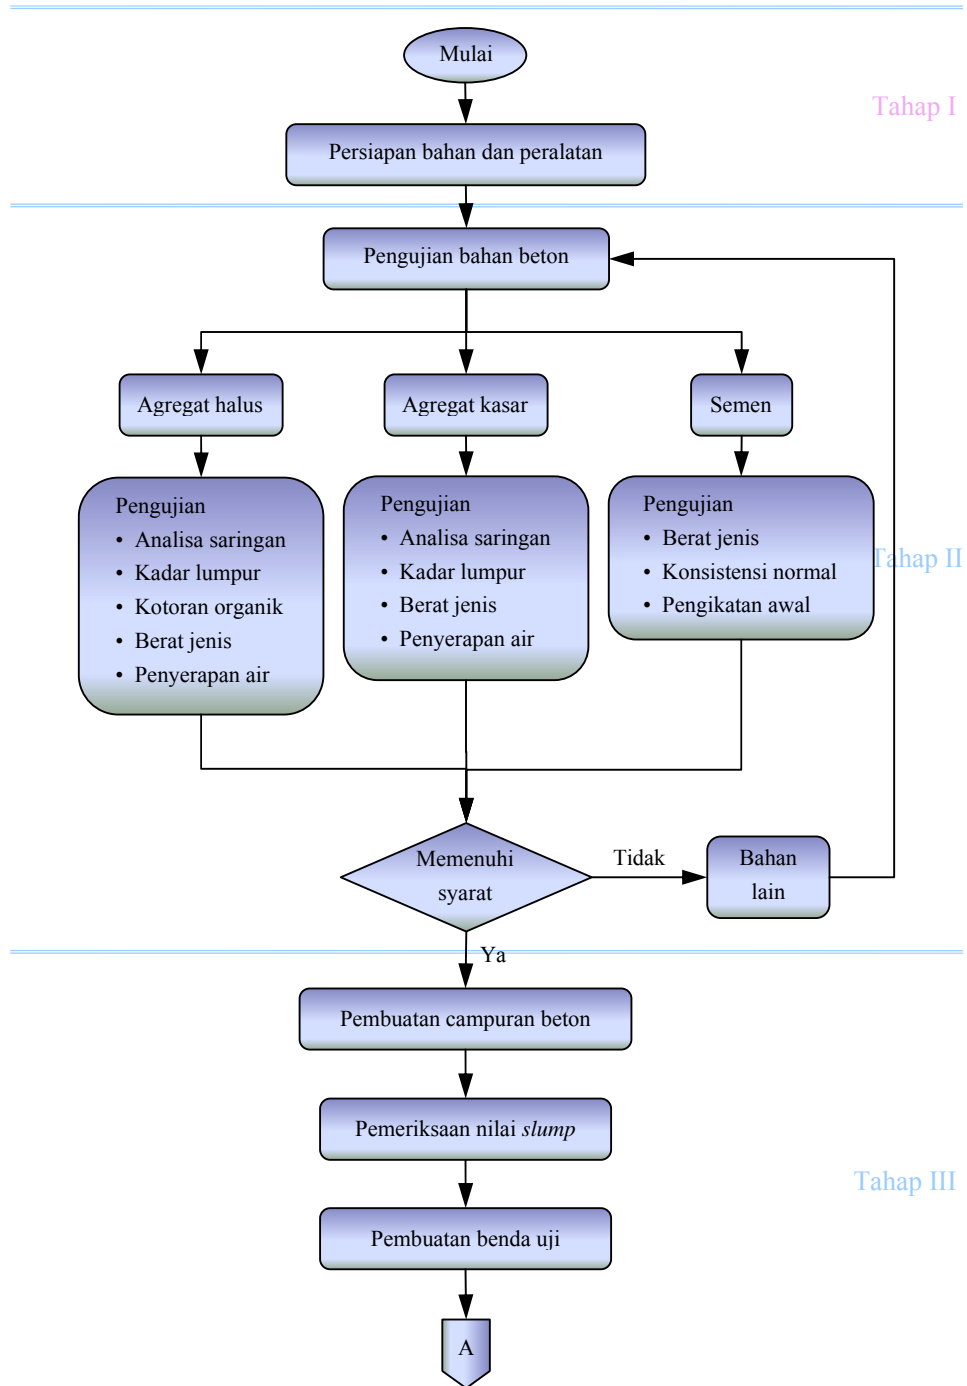 Mulai
Tahap I
Persiapan bahan dan peralatan
Pengujian bahan beton
Agregat halus
Agregat kasar
Semen
Pengujian
• Analisa saringan
• Kadar lumpur
• Kotoran organik
• Berat jenis
• Penyerapan air
Pengujian
• Analisa saringan
• Kadar lumpur
• Berat jenis
• Penyerapan air
Pengujian
• Berat jenis
• Konsistensi normal
• Pengikatan awal
Tahap II
Memenuhi
syarat
Tidak
Bahan
lain
Ya
Pembuatan campuran beton
Pemeriksaan nilai slump
Tahap III
Pembuatan benda uji
A